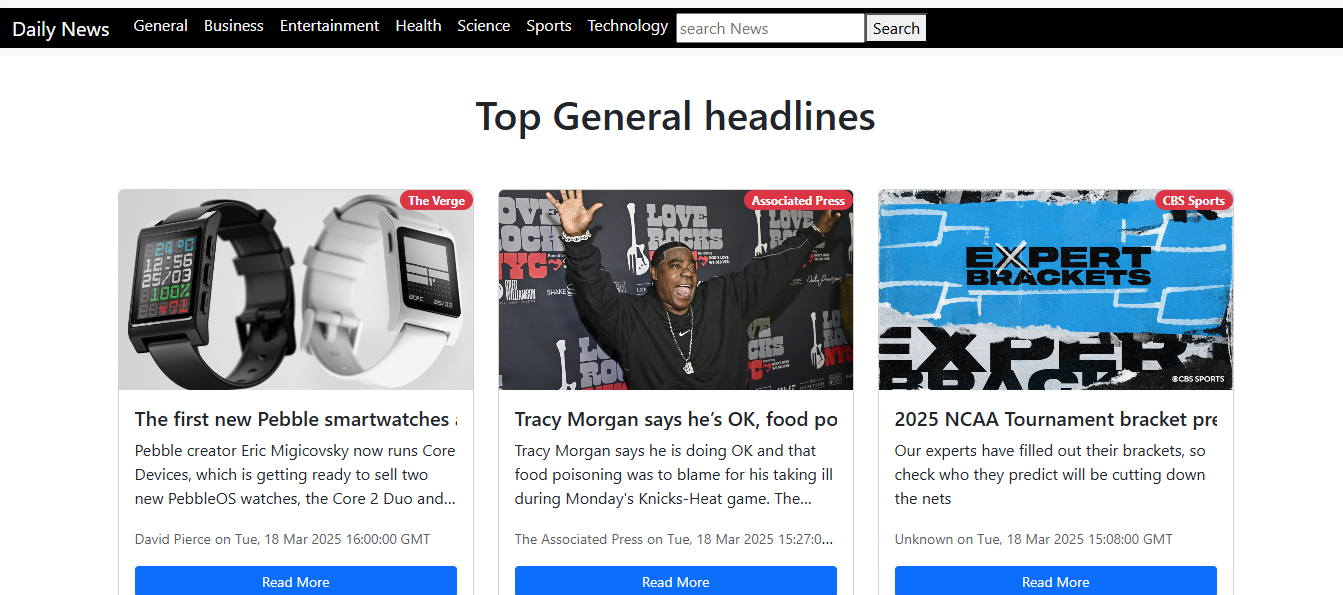 Daily News General Business Entertainment Health Science Sports Technology search News Search
Top General headlines
The Verge
24°C
12:56
25/03
100%
Associated Press
LOVE
ROCKS
NYC
LOVE
ROCKS
SHAKE
CBS Sports
EXPERT
BRACKETS
EXPERT
BRACKET
CBS SPORTS
The first new Pebble smartwatches
Pebble creator Eric Migicovsky now runs Core
Devices, which is getting ready to sell two
new PebbleOS watches, the Core 2 Duo and...
David Pierce on Tue, 18 Mar 2025 16:00:00 GMT
Read More
Tracy Morgan says he’s OK, food po
Tracy Morgan says he is doing OK and that
food poisoning was to blame for his taking ill
during Monday's Knicks-Heat game. The...
The Associated Press on Tue, 18 Mar 2025 15:27:0...
Read More
2025 NCAA Tournament bracket pre
Our experts have filled out their brackets, so
check who they predict will be cutting down
the nets
Unknown on Tue, 18 Mar 2025 15:08:00 GMT
Read More